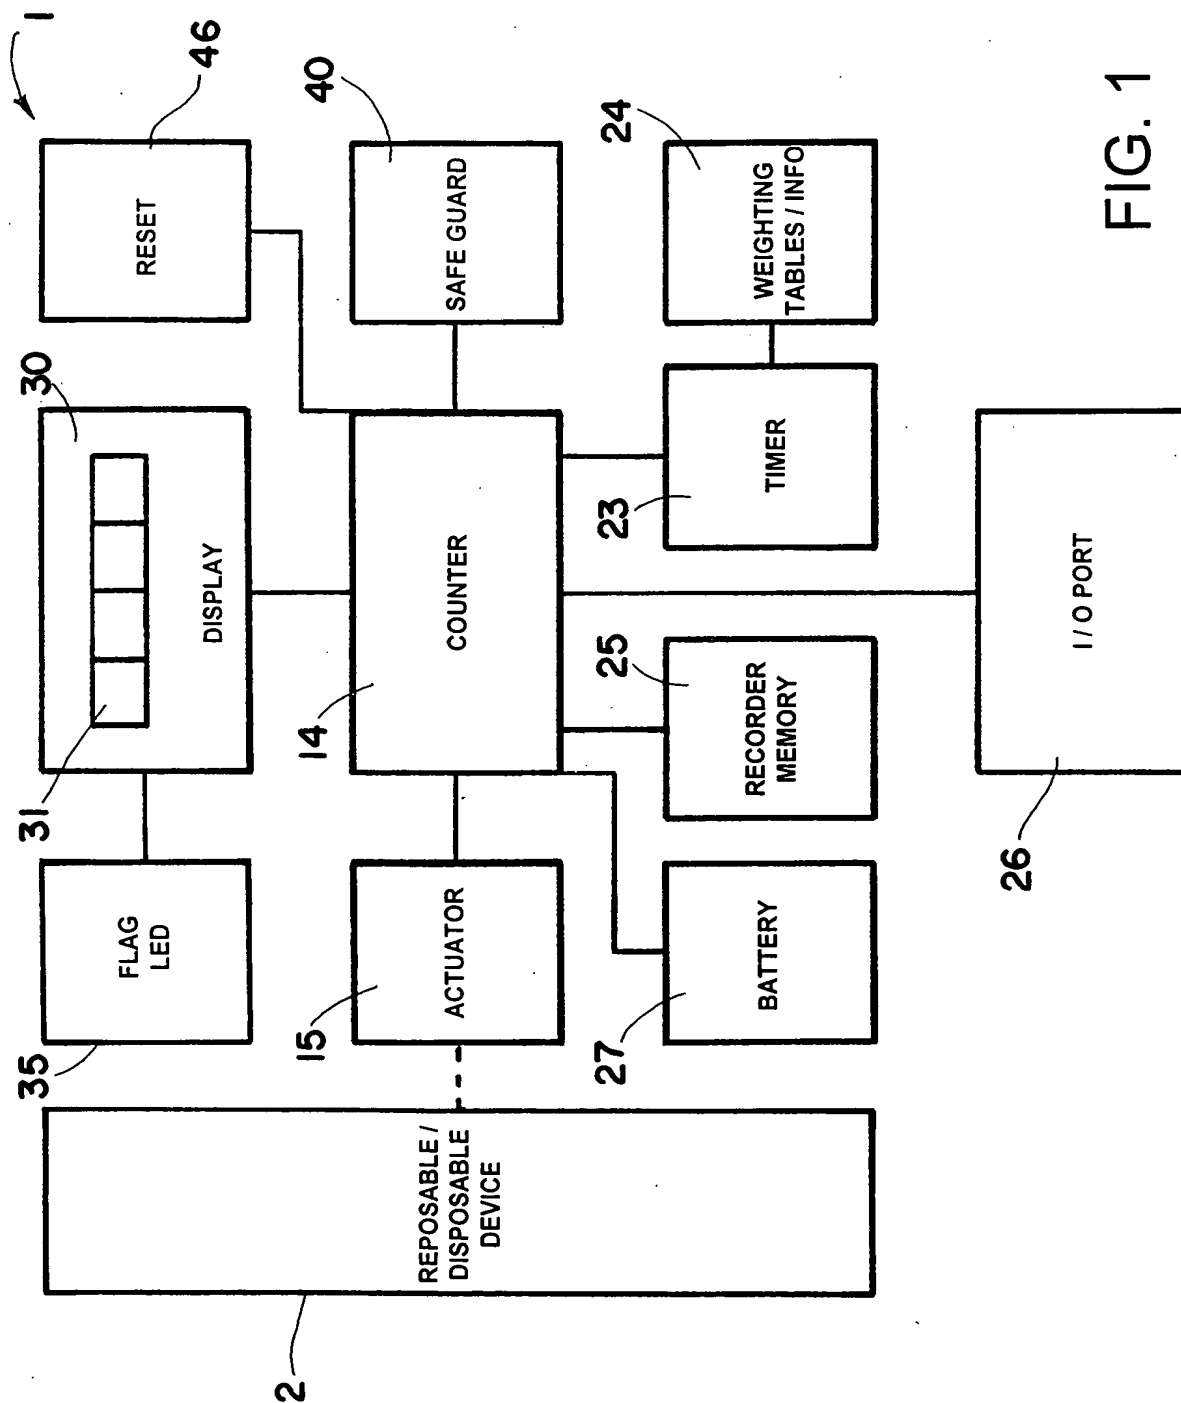 1
RESET
46
SAFE GUARD
40
WEIGHTING
TABLES / INFO
24
30
31
DISPLAY
COUNTER
14
TIMER
23
RECORDER
MEMORY
25
I / O PORT
26
FLAG
LED
35
ACTUATOR
15
BATTERY
27
REPOSABLE /
DISPOSABLE
DEVICE
2
FIG. 1